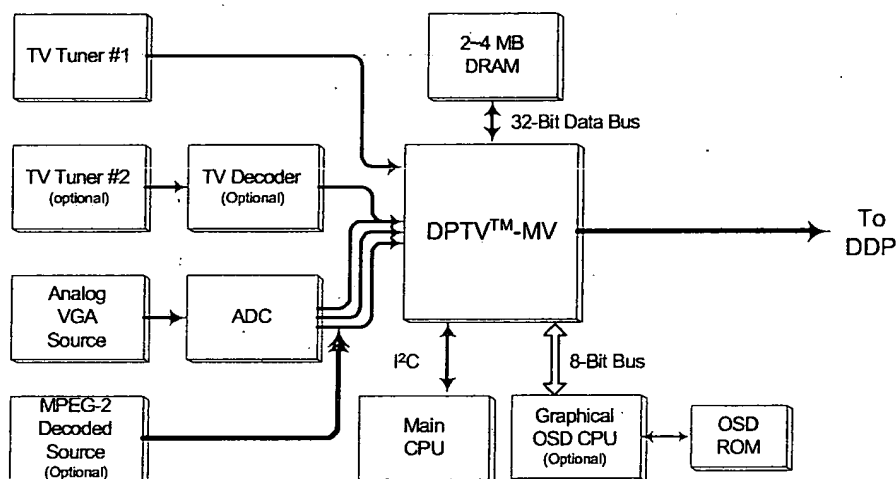 TV Tuner #1
2~4 MB
DRAM
32-Bit Data Bus
TV Tuner #2
(optional)
TV Decoder
(Optional)
DPTV™-MV
To
DDP
Analog
VGA
Source
ADC
I²C
8-Bit Bus
MPEG-2
Decoded
Source
(Optional)
Main
CPU
Graphical
OSD CPU
(Optional)
OSD
ROM